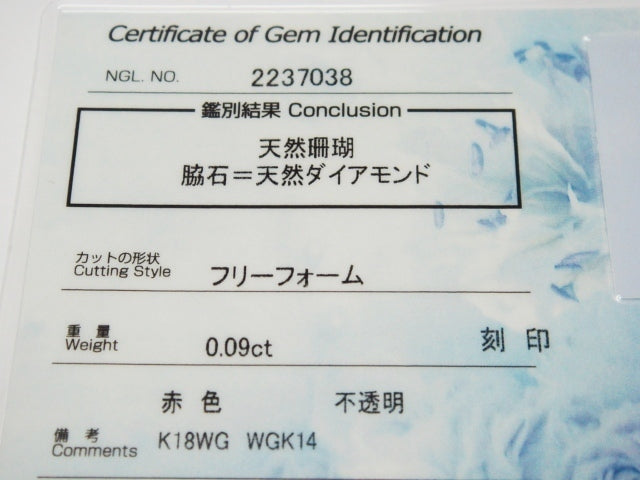 Certificate of Gem Identification
NGL. NO. 2237038
鑑別結果 Conclusion
天然珊瑚
脇石=天然ダイアモンド
カットの形状
Cutting Style フリーフォーム
重量
Weight 0.09ct 刻印
赤色 不透明
備考
Comments K18WG WGK14